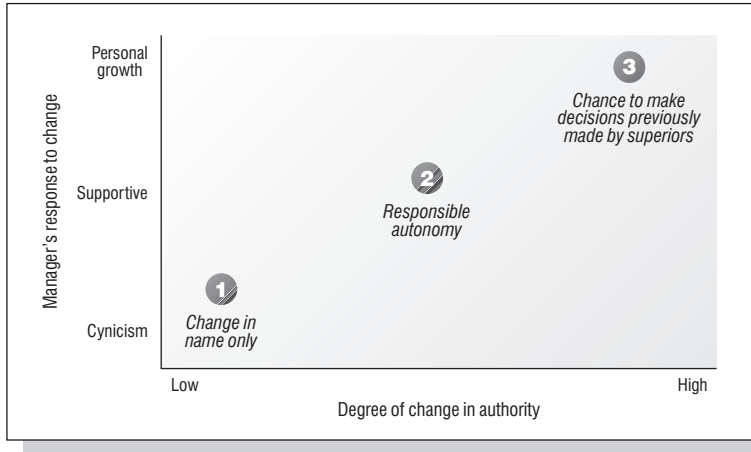 Personal
growth
Supportive
Cynicism
Manager's response to change
3
Chance to make
decisions previously
made by superiors
2
Responsible
autonomy
1
Change in
name only
Low
High
Degree of change in authority